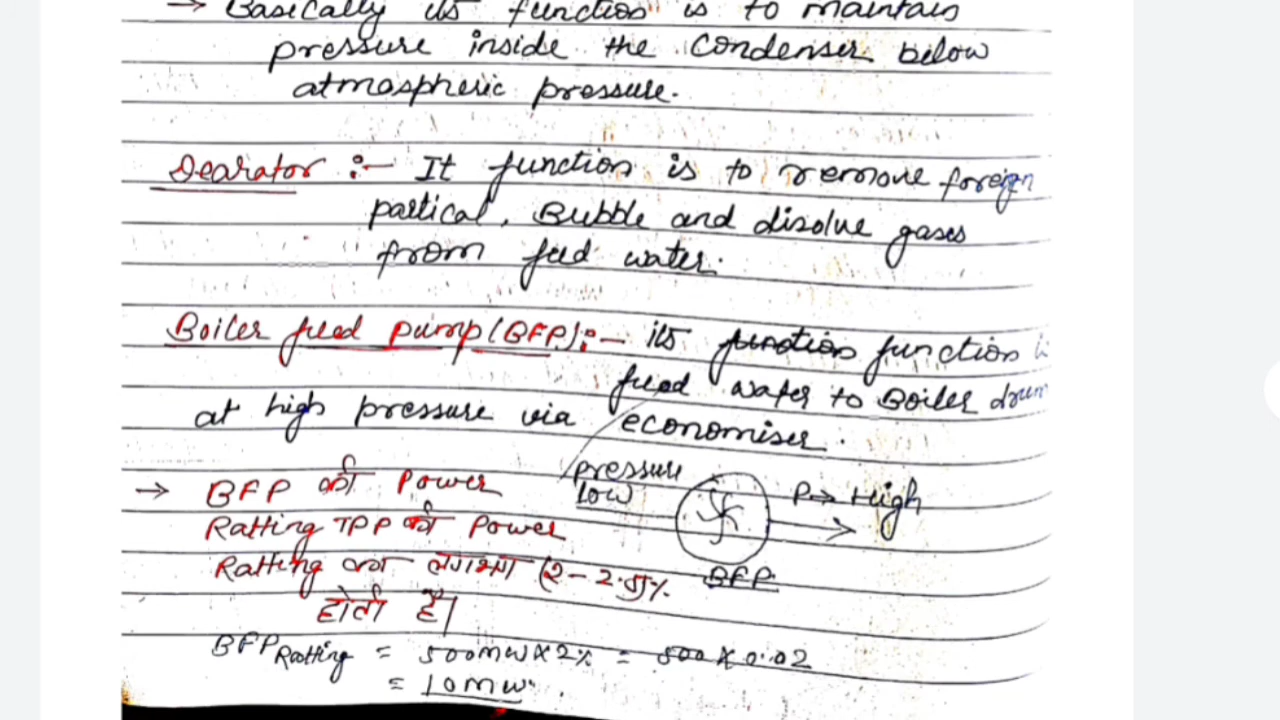 → Basically its function is to maintain
pressure inside the Condenser below
atmospheric pressure.
Dearator :- It function is to remove foreign
partical, Bubble and disolve gases
from feed water.
Boiler feed pump (BFP):- its function function
feed water to Boiler drum
at high pressure via economiser.
→ BFP की Power
Ratting TPP की Power
Ratting का लगभग (2-2.5)%
होती है।
pressure
low
P→ High
BFP
BFP Ratting = 500mw x 2% = 500 x 0.02
= 10mw.